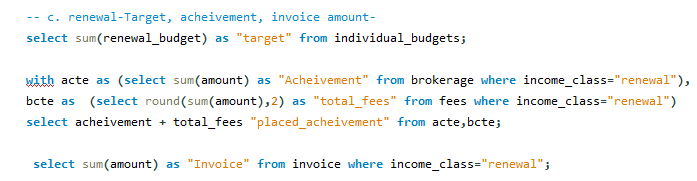 -- c. renewal-Target, acheivement, invoice amount-
select sum(renewal_budget) as "target" from individual_budgets;
with acte as (select sum(amount) as "Acheivement" from brokerage where income_class="renewal"),
bcte as  (select round(sum(amount),2) as "total_fees" from fees where income_class="renewal")
select acheivement + total_fees "placed_acheivement" from acte,bcte;
select sum(amount) as "Invoice" from invoice where income_class="renewal";